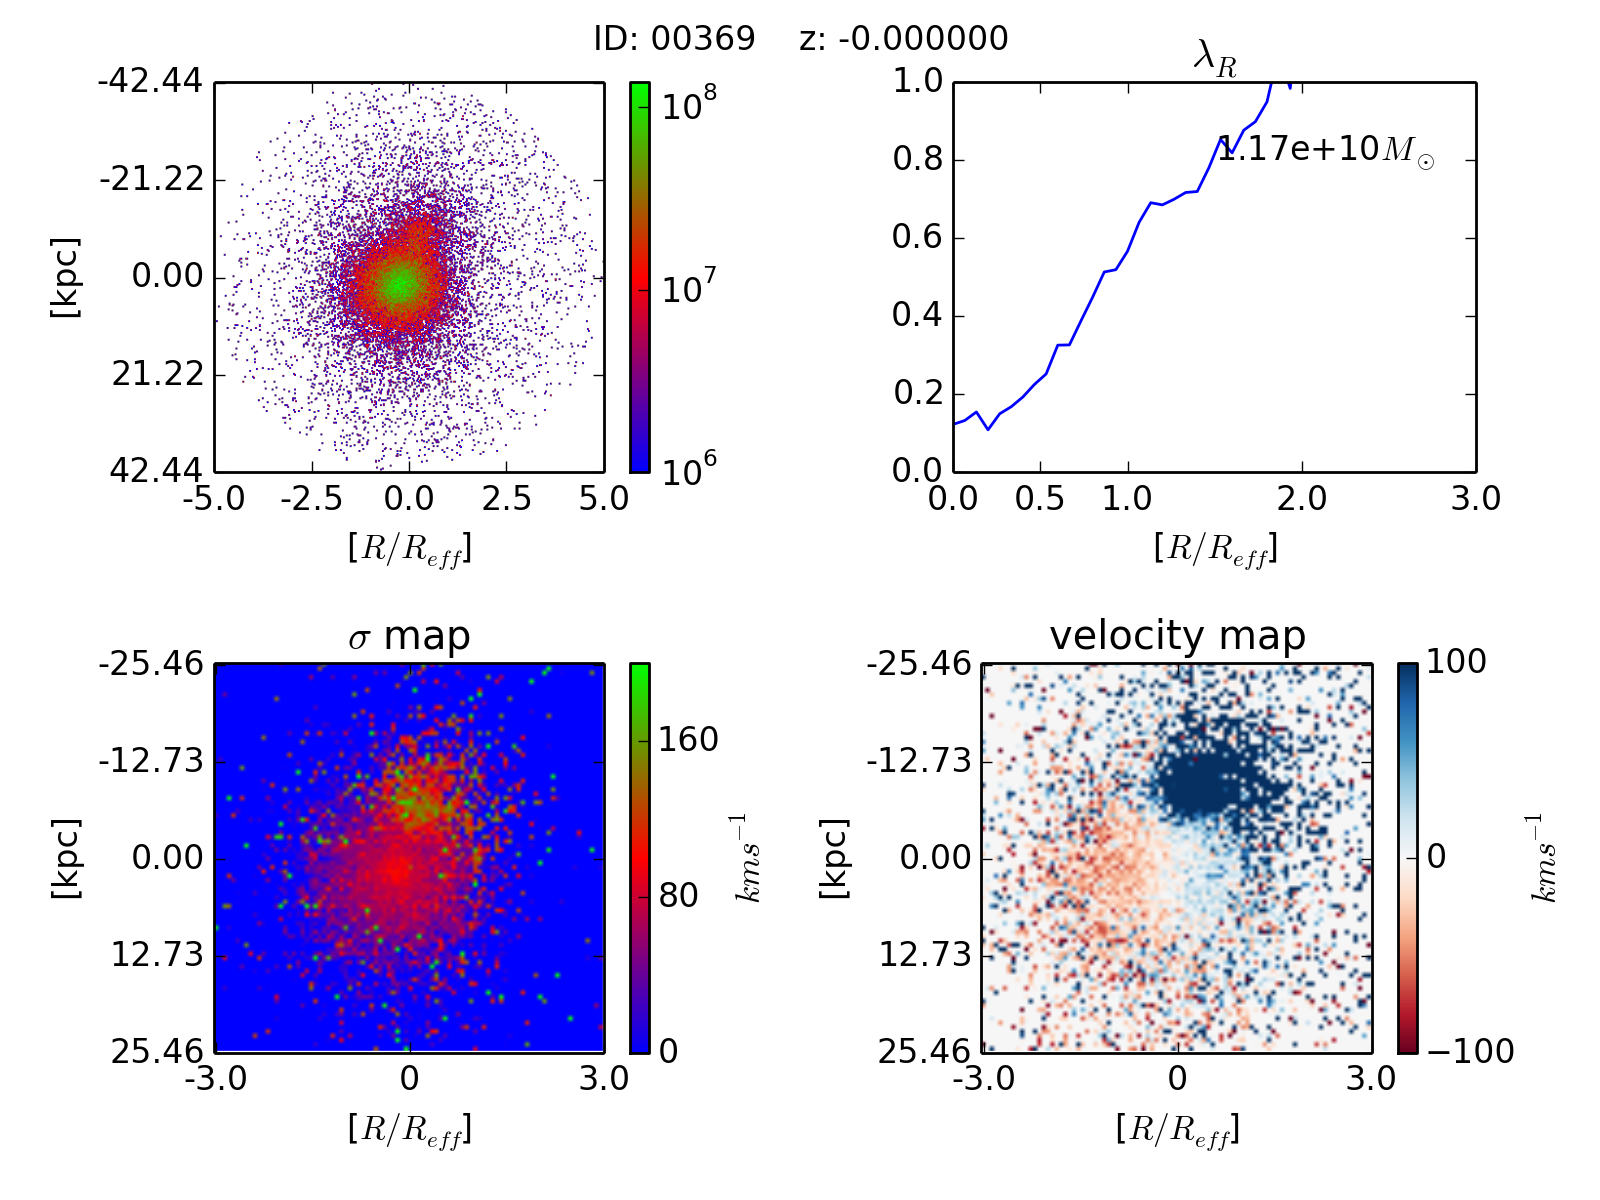 ID: 00369 z: -0.000000
-42.44
-21.22
0.00
21.22
42.44
[kpc]
-5.0 -2.5 0.0 2.5 5.0
[R/R_eff]
10^8
10^7
10^6
λ_R
1.0
0.8
0.6
0.4
0.2
0.0
1.17e+10M_⊙
0.0 0.5 1.0 2.0 3.0
[R/R_eff]
σ map
-25.46
-12.73
0.00
12.73
25.46
[kpc]
-3.0 0 3.0
[R/R_eff]
160
80
0
kms^−1
velocity map
-25.46
-12.73
0.00
12.73
25.46
[kpc]
-3.0 0 3.0
[R/R_eff]
100
0
−100
kms^−1